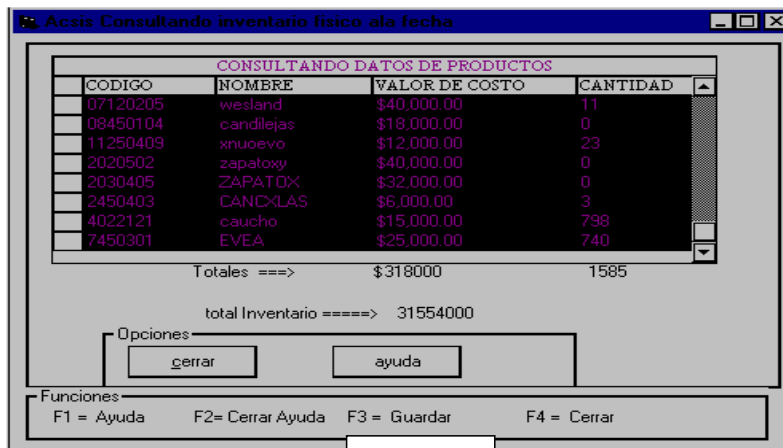 Acsis Consultando inventario fisico ala fecha
CONSULTANDO DATOS DE PRODUCTOS
CODIGO NOMBRE VALOR DE COSTO CANTIDAD
07120205 wesland $40,000.00 11
08450104 candilejas $18,000.00 0
11250409 xnuoevo $12,000.00 23
2020502 zapatoxy $40,000.00 0
2030405 ZAPATOX $32,000.00 0
2450403 CANCXLAS $6,000.00 3
4022121 caucho $15,000.00 798
7450301 EVEA $25,000.00 740
Totales ===> $318000 1585
total Inventario =====> 31554000
Opciones
cerrar ayuda
Funciones
F1 = Ayuda F2= Cerrar Ayuda F3 = Guardar F4 = Cerrar